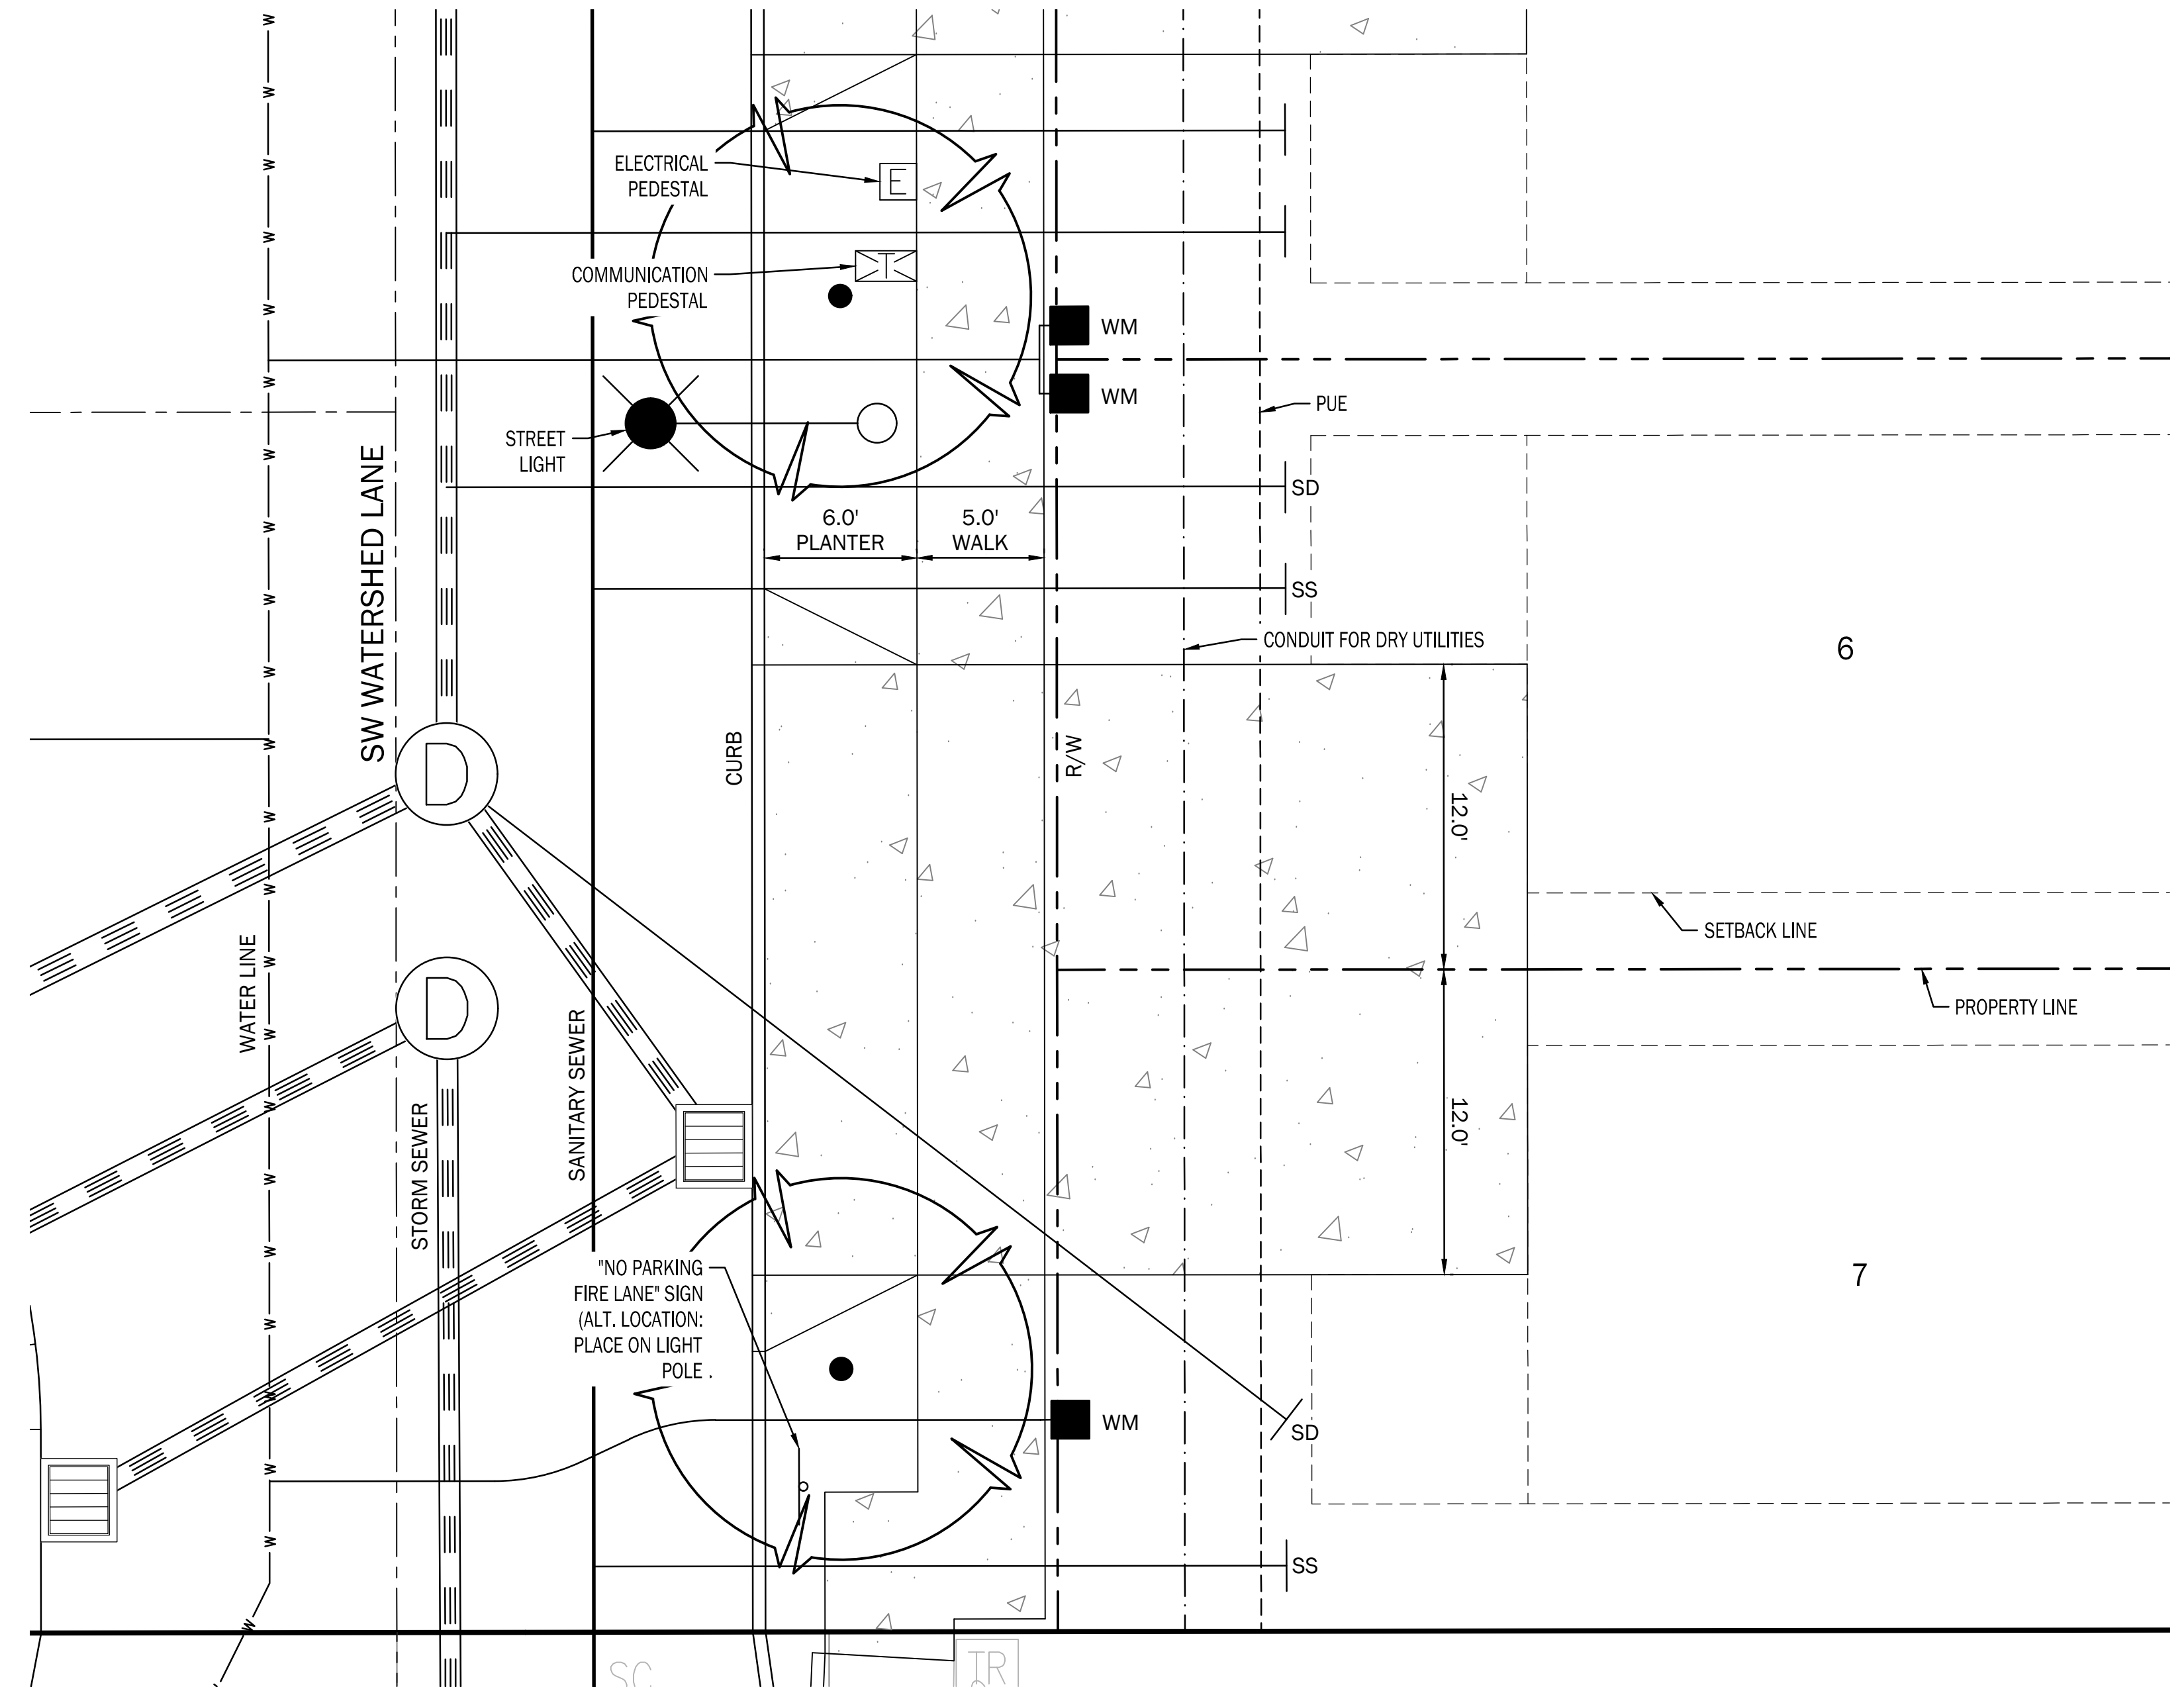 ELECTRICAL
PEDESTAL
E
COMMUNICATION
PEDESTAL
T
WM
WM
PUE
STREET
LIGHT
SW WATERSHED LANE
SD
6.0'
PLANTER
5.0'
WALK
SS
CONDUIT FOR DRY UTILITIES
6
D
CURB
R/W
12.0'
SETBACK LINE
WATER LINE
D
SANITARY SEWER
PROPERTY LINE
STORM SEWER
12.0'
"NO PARKING
FIRE LANE" SIGN
(ALT. LOCATION:
PLACE ON LIGHT
POLE .
7
WM
SD
SS
W W W W W W W W W W W W W W W W W W W W W W W
SC
TR